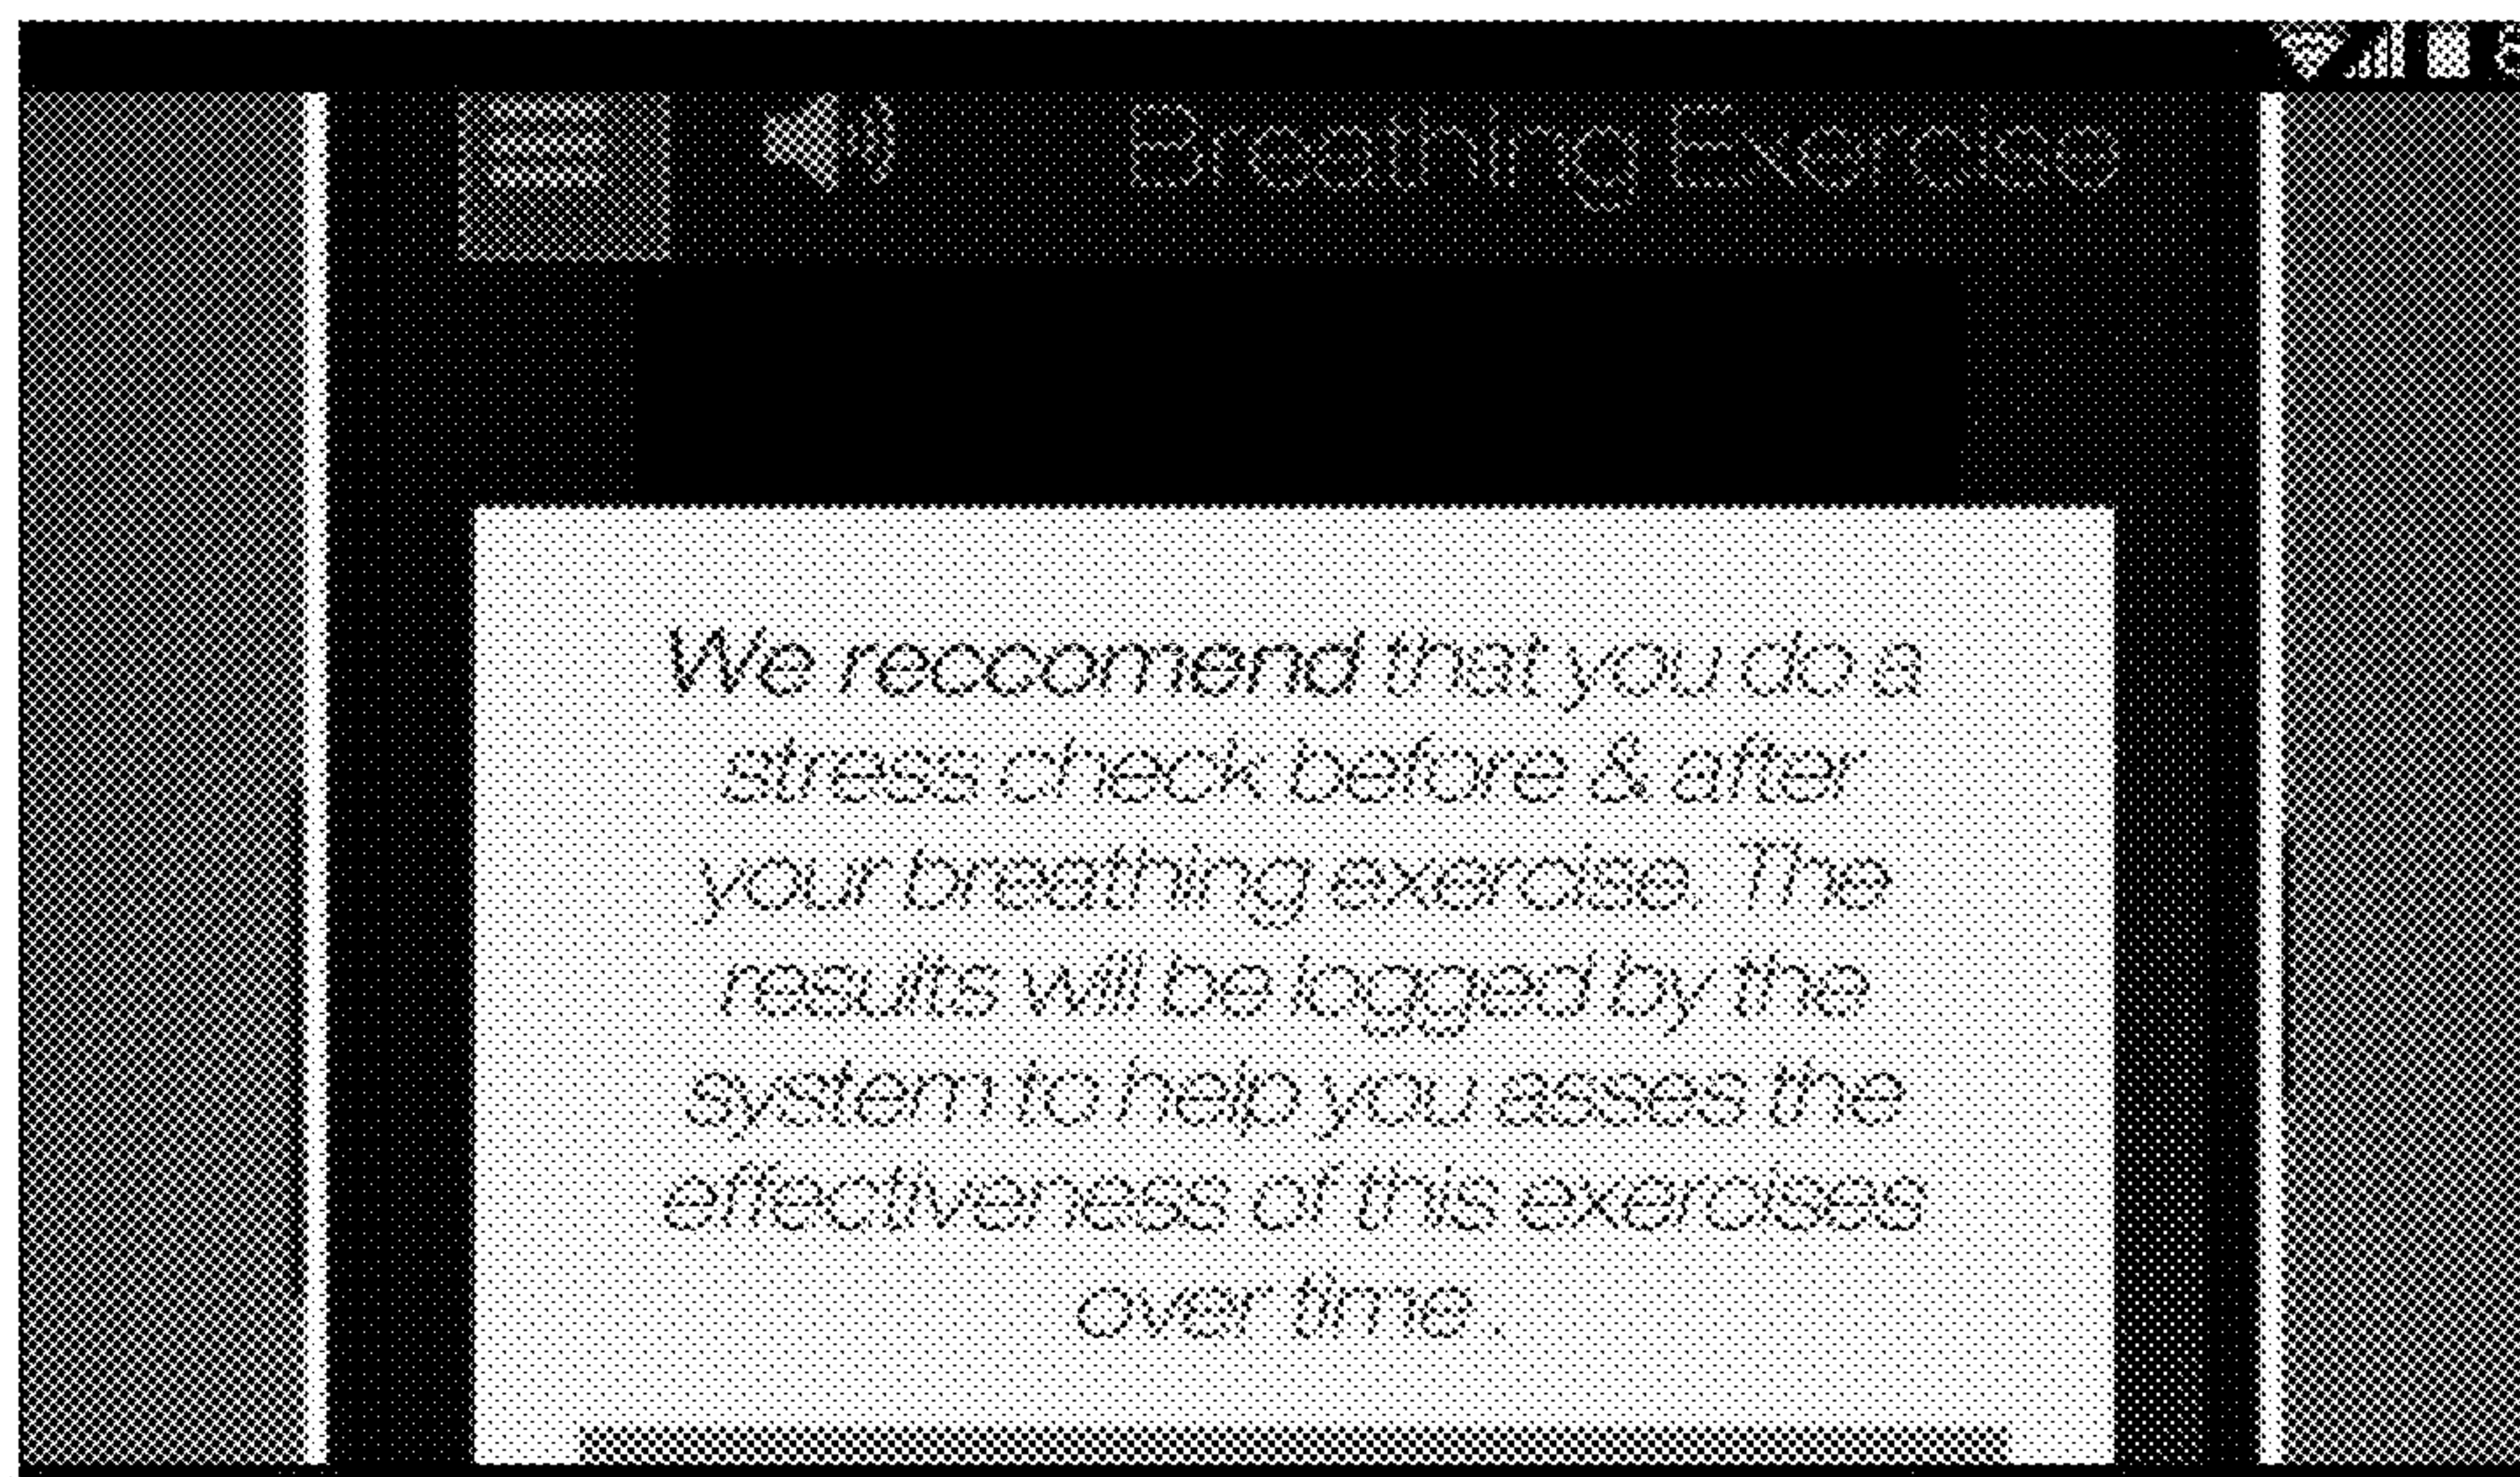 Breathing Exercise
We reccomend that you do a
stress check before & after
your breathing exercise. The
results will be logged by the
system to help you asses the
effectiveness of this exercises
over time.